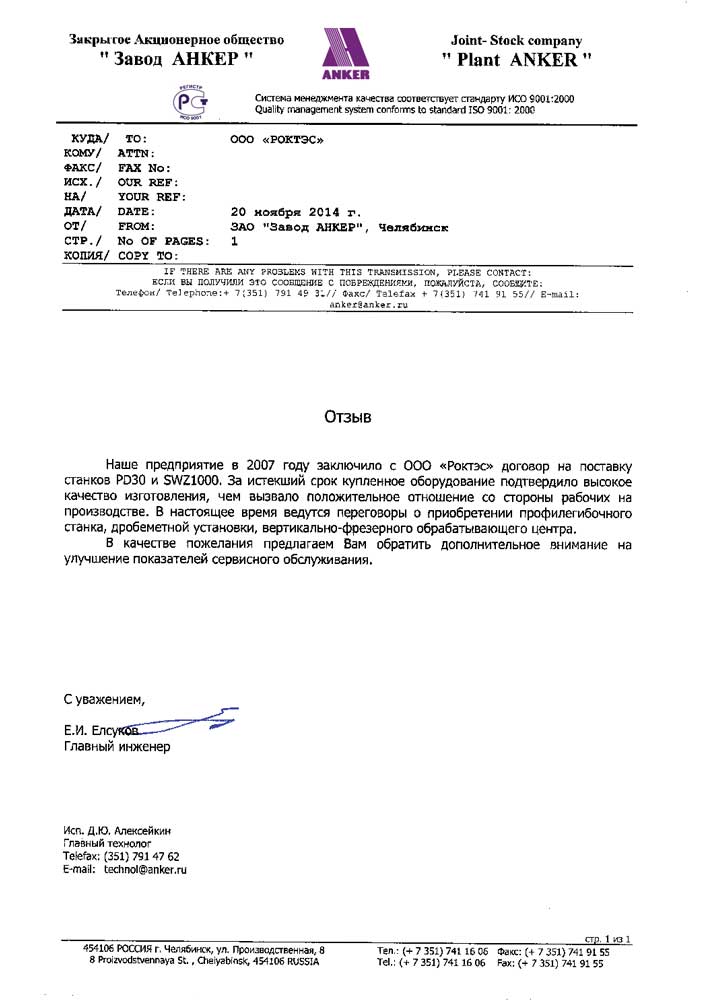 Закрытое Акционерное общество
" Завод АНКЕР "
ANKER
Joint- Stock company
" Plant ANKER "
РЕГИСТР
РСТ
ИСО 9001
Система менеджмента качества соответствует стандарту ИСО 9001:2000
Quality management system conforms to standard ISO 9001: 2000
КУДА/ TO: ООО «РОКТЭС»
КОМУ/ ATTN:
ФАКС/ FAX No:
ИСХ./ OUR REF:
НА/ YOUR REF:
ДАТА/ DATE: 20 ноября 2014 г.
ОТ/ FROM: ЗАО "Завод АНКЕР", Челябинск
СТР./ No OF PAGES: 1
КОПИЯ/ COPY TO:
IF THERE ARE ANY PROBLEMS WITH THIS TRANSMISSION, PLEASE CONTACT:
ЕСЛИ ВЫ ПОЛУЧИЛИ ЭТО СООБЩЕНИЕ С ПОВРЕЖДЕНИЯМИ, ПОЖАЛУЙСТА, СООБЩИТЕ:
Телефон/ Telephone:+ 7(351) 791 49 31// Факс/ Telefax + 7(351) 741 91 55// E-mail:
anker@anker.ru
Отзыв
Наше предприятие в 2007 году заключило с ООО «Роктэс» договор на поставку
станков PD30 и SWZ1000. За истекший срок купленное оборудование подтвердило высокое
качество изготовления, чем вызвало положительное отношение со стороны рабочих на
производстве. В настоящее время ведутся переговоры о приобретении профилегибочного
станка, дробеметной установки, вертикально-фрезерного обрабатывающего центра.
В качестве пожелания предлагаем Вам обратить дополнительное внимание на
улучшение показателей сервисного обслуживания.
С уважением,
Е.И. Елсуков
Главный инженер
Исп. Д.Ю. Алексейкин
Главный технолог
Telefax: (351) 791 47 62
E-mail: technol@anker.ru
стр. 1 из 1
454106 РОССИЯ г. Челябинск, ул. Производственная, 8
8 Proizvodstvennaya St. , Chelyabinsk, 454106 RUSSIA
Тел.: (+ 7 351) 741 16 06 Факс: (+ 7 351) 741 91 55
Tel.: (+ 7 351) 741 16 06 Fax: (+ 7 351) 741 91 55